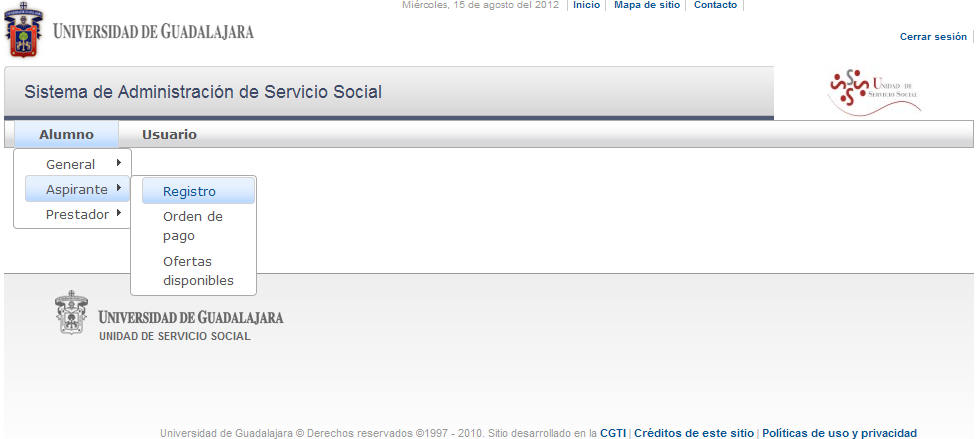 Miércoles, 15 de agosto del 2012 | Inicio | Mapa de sitio | Contacto |
UNIVERSIDAD DE GUADALAJARA
Cerrar sesión
Sistema de Administración de Servicio Social
UNIDAD DE
SERVICIO SOCIAL
Alumno Usuario
General
Aspirante
Prestador
Registro
Orden de
pago
Ofertas
disponibles
UNIVERSIDAD DE GUADALAJARA
UNIDAD DE SERVICIO SOCIAL
Universidad de Guadalajara © Derechos reservados ©1997 - 2010. Sitio desarrollado en la CGTI | Créditos de este sitio | Políticas de uso y privacidad